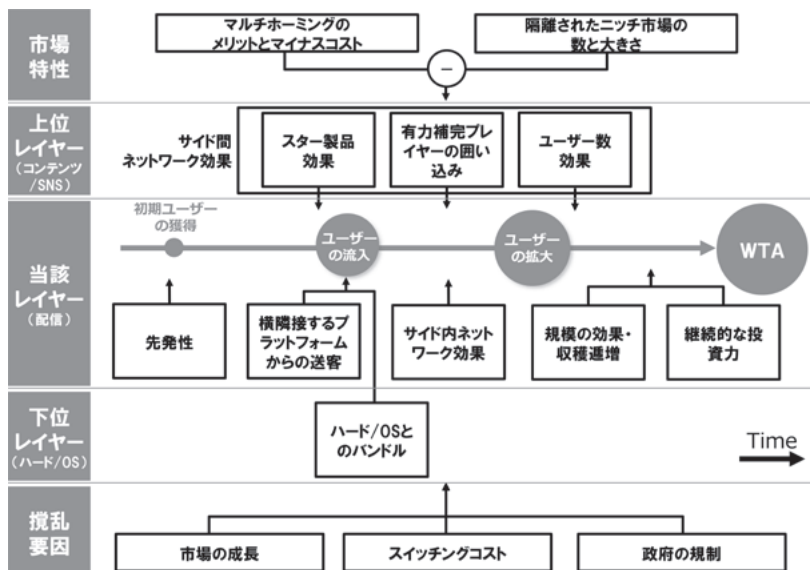 市場
特性
マルチホーミングの
メリットとマイナスコスト
隔離されたニッチ市場の
数と大きさ
−
上位
レイヤー
(コンテンツ
/SNS)
サイド間
ネットワーク効果
スター製品
効果
有力補完プレ
イヤーの囲い
込み
ユーザー数
効果
当該
レイヤー
(配信)
初期ユーザー
の獲得
ユーザー
の流入
ユーザー
の拡大
WTA
先発性
横隣接するプ
ラットフォーム
からの送客
サイド内ネット
ワーク効果
規模の効果・
収穫逓増
継続的な投
資力
下位
レイヤー
(ハード/OS)
ハード/OSと
のバンドル
Time
撹乱
要因
市場の成長
スイッチングコスト
政府の規制